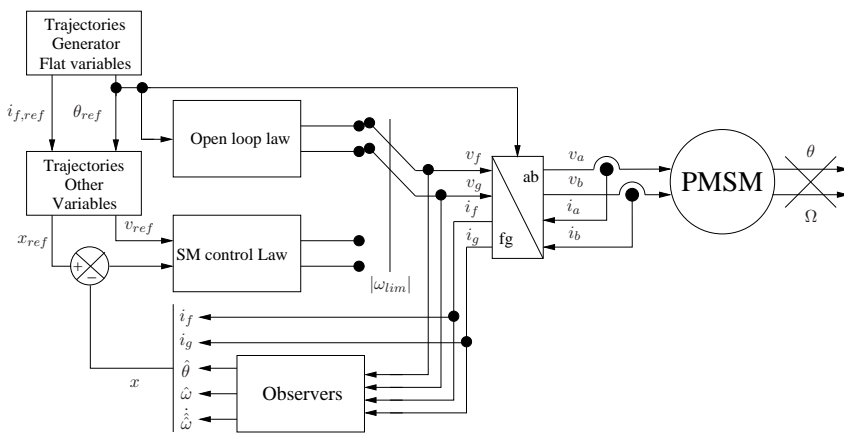 Trajectories
Generator
Flat variables
i_{f,ref}
θ_{ref}
Open loop law
Trajectories
Other
Variables
v_{ref}
x_{ref}
+
−
SM control Law
|ω_{lim}|
v_f
v_g
i_f
i_g
ab
fg
v_a
v_b
i_a
i_b
PMSM
θ
Ω
i_f
i_g
θ̂
ω̂
ω̂̇
x
Observers